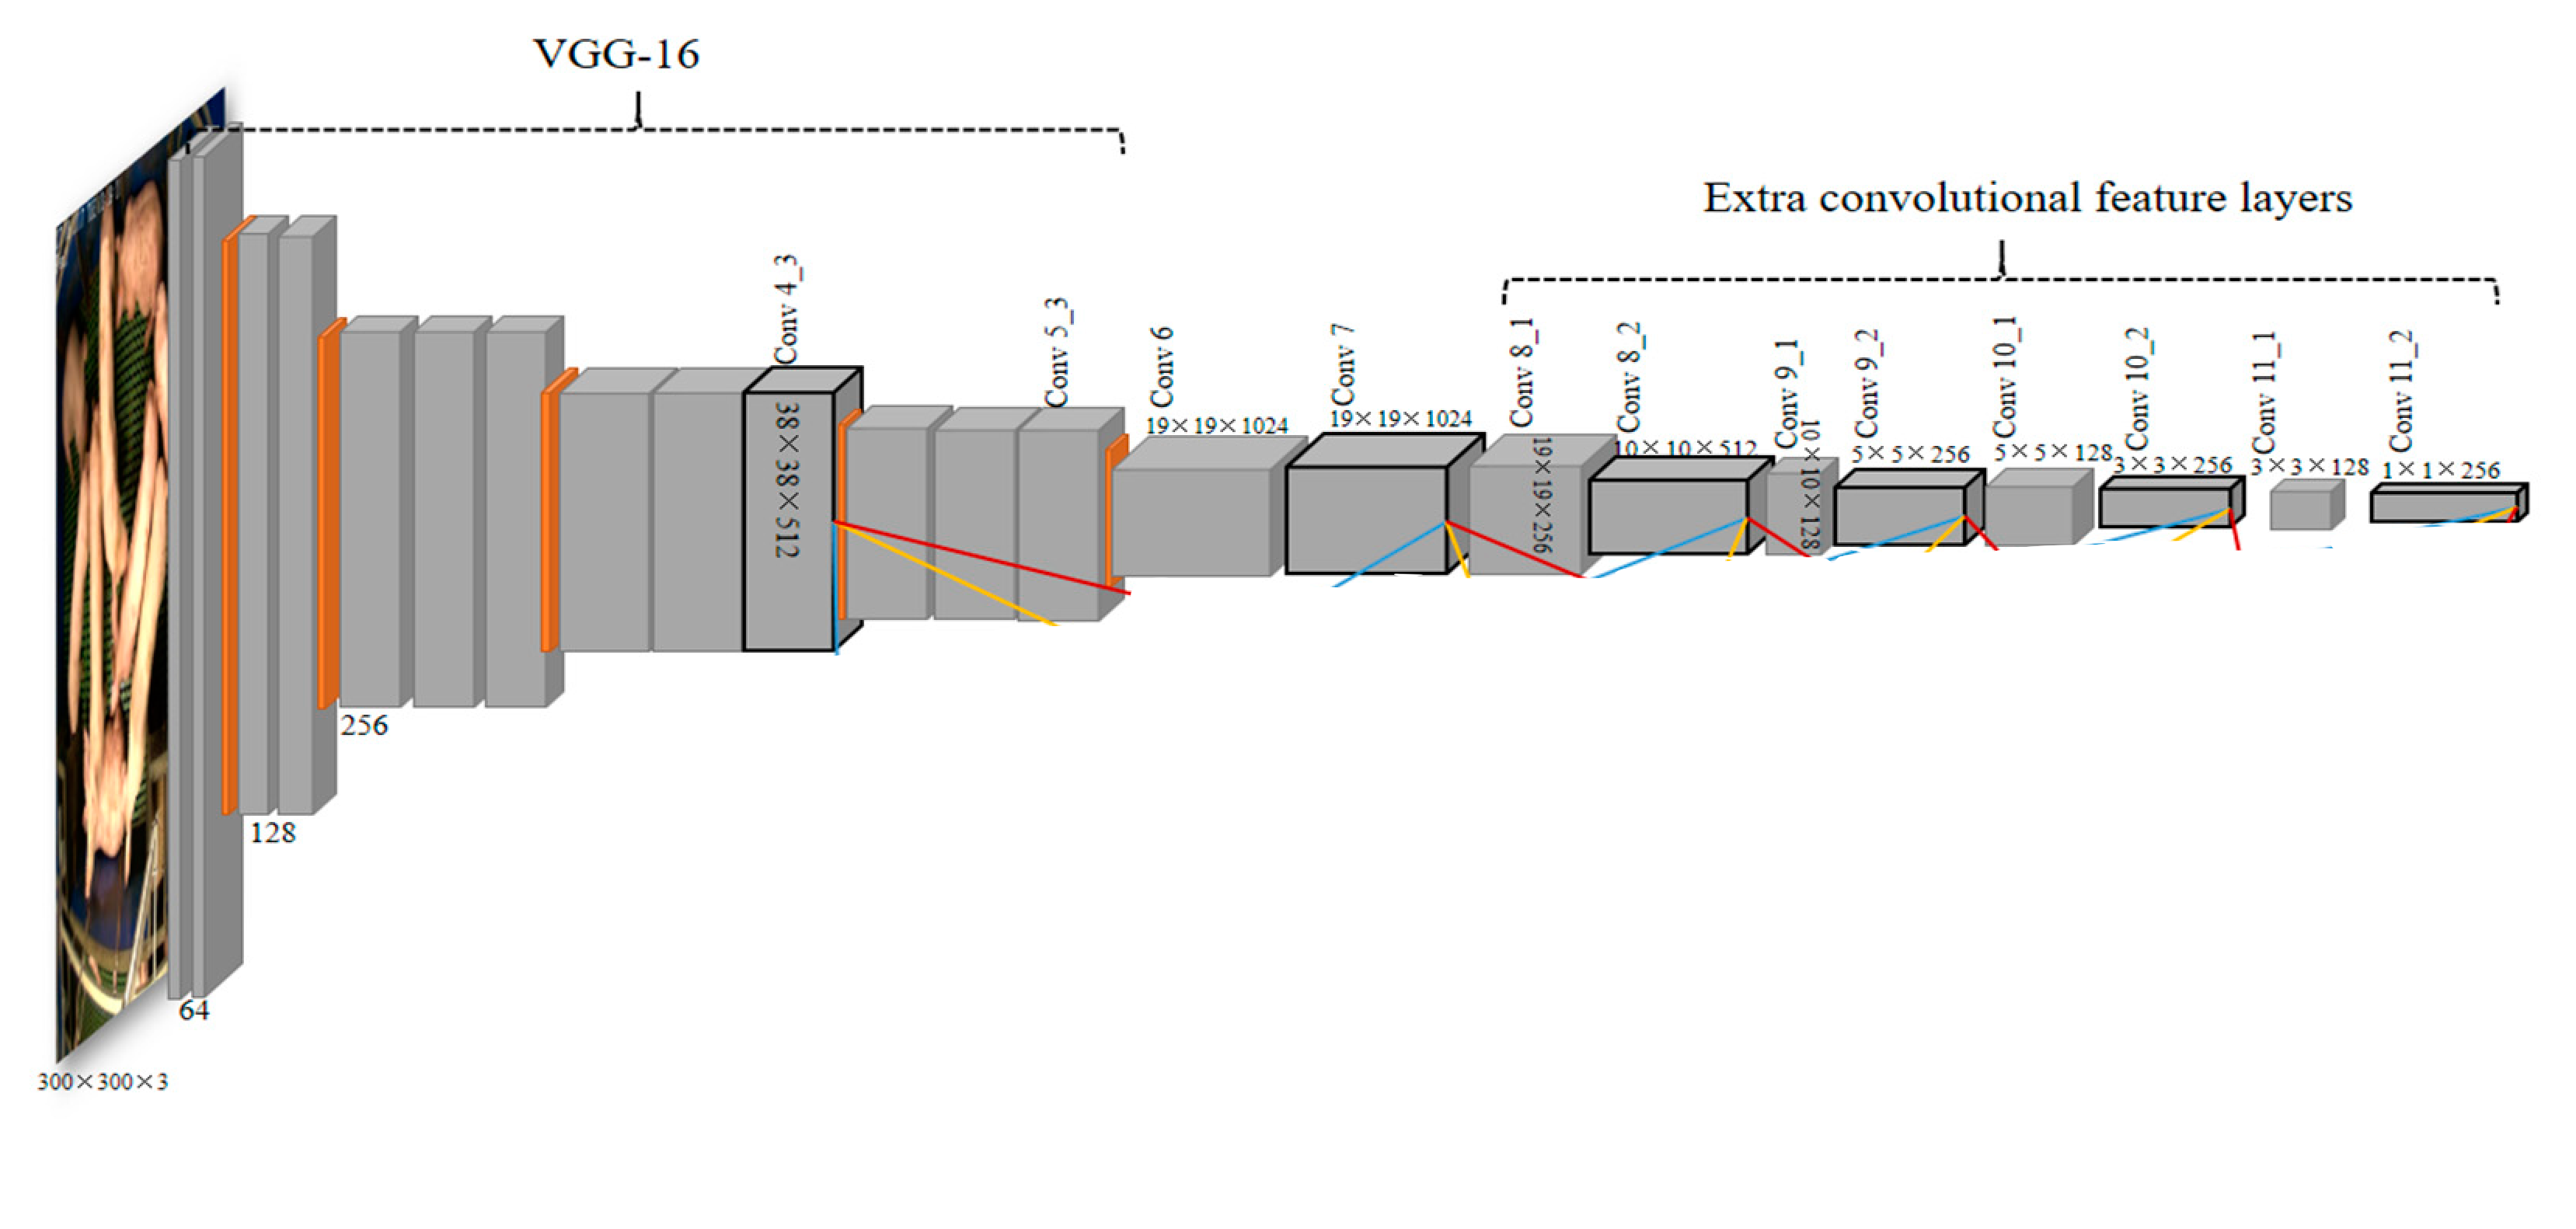 VGG-16
Extra convolutional feature layers
Conv 4_3
38×38×512
Conv 5_3
Conv 6
19×19×1024
Conv 7
19×19×1024
Conv 8_1
19×19×256
Conv 8_2
10×10×512
Conv 9_1
10×10×128
Conv 9_2
5×5×256
Conv 10_1
5×5×128
Conv 10_2
3×3×256
Conv 11_1
3×3×128
Conv 11_2
1×1×256
256
128
64
300×300×3